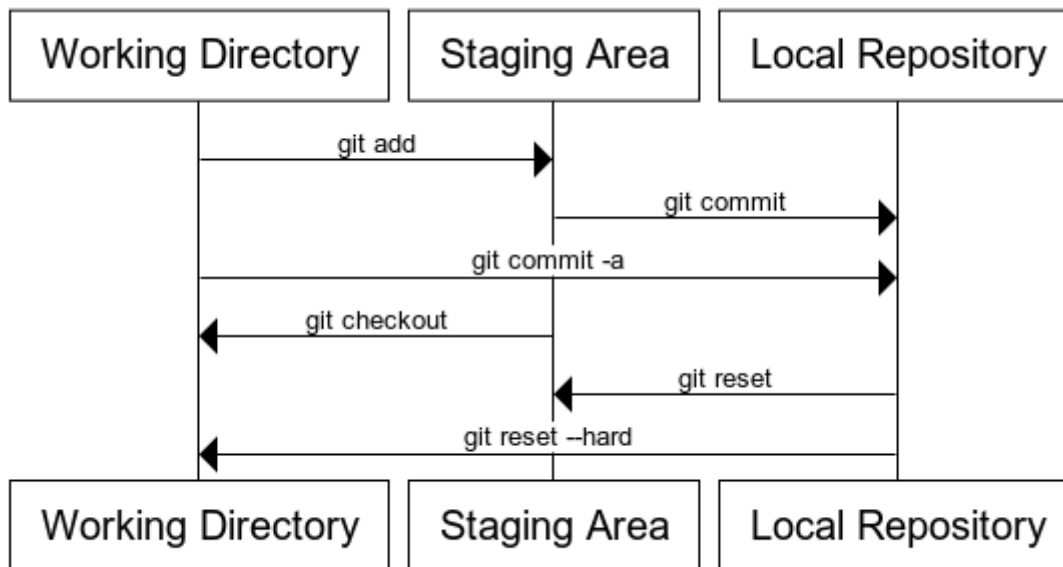 Working Directory
Staging Area
Local Repository
git add
git commit
git commit -a
git checkout
git reset
git reset --hard
Working Directory
Staging Area
Local Repository